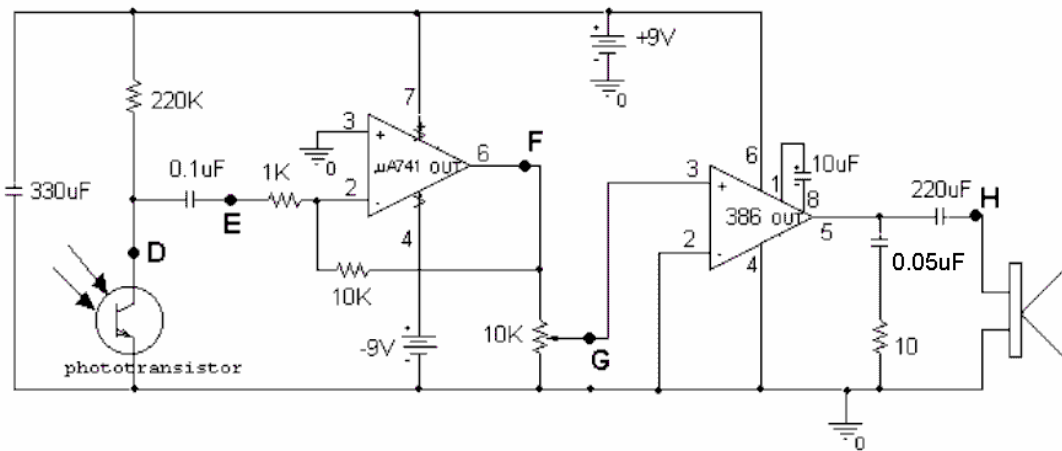 +
+9V
-
0
220K
7
3
+
0
F
6
µA741 OUT
0.1uF
1K
2
-
330uF
E
4
D
10K
6
1
+
10uF
3
+
8
220uF
H
386 OUT
5
2
-
4
0.05uF
10K
G
+
-9V
-
10
phototransistor
0